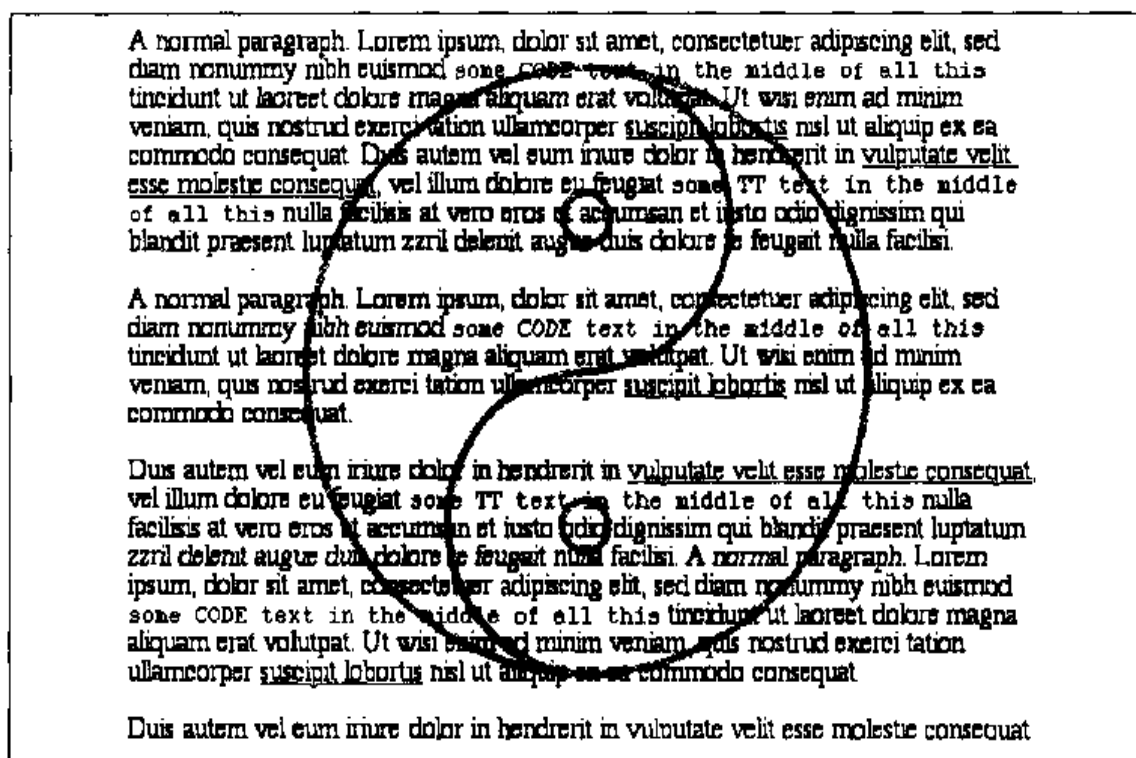 A normal paragraph. Lorem ipsum, dolor sit amet, consectetuer adipiscing elit, sed
diam nonummy nibh euismod some CODE text in the middle of all this
tincidunt ut laoreet dolore magna aliquam erat volutpat. Ut wisi enim ad minim
veniam, quis nostrud exerci tation ullamcorper suscipit lobortis nisl ut aliquip ex ea
commodo consequat. Duis autem vel eum iriure dolor in hendrerit in vulputate velit
esse molestie consequat, vel illum dolore eu feugiat some TT text in the middle
of all this nulla facilisis at vero eros et accumsan et iusto odio dignissim qui
blandit praesent luptatum zzril delenit augue duis dolore te feugait nulla facilisi.
A normal paragraph. Lorem ipsum, dolor sit amet, consectetuer adipiscing elit, sed
diam nonummy nibh euismod some CODE text in the middle of all this
tincidunt ut laoreet dolore magna aliquam erat volutpat. Ut wisi enim ad minim
veniam, quis nostrud exerci tation ullamcorper suscipit lobortis nisl ut aliquip ex ea
commodo consequat.
Duis autem vel eum iriure dolor in hendrerit in vulputate velit esse molestie consequat,
vel illum dolore eu feugiat some TT text in the middle of all this nulla
facilisis at vero eros et accumsan et iusto odio dignissim qui blandit praesent luptatum
zzril delenit augue duis dolore te feugait nulla facilisi. A normal paragraph. Lorem
ipsum, dolor sit amet, consectetuer adipiscing elit, sed diam nonummy nibh euismod
some CODE text in the middle of all this tincidunt ut laoreet dolore magna
aliquam erat volutpat. Ut wisi enim ad minim veniam, quis nostrud exerci tation
ullamcorper suscipit lobortis nisl ut aliquip ex ea commodo consequat
Duis autem vel eum iriure dolor in hendrerit in vulputate velit esse molestie consequat